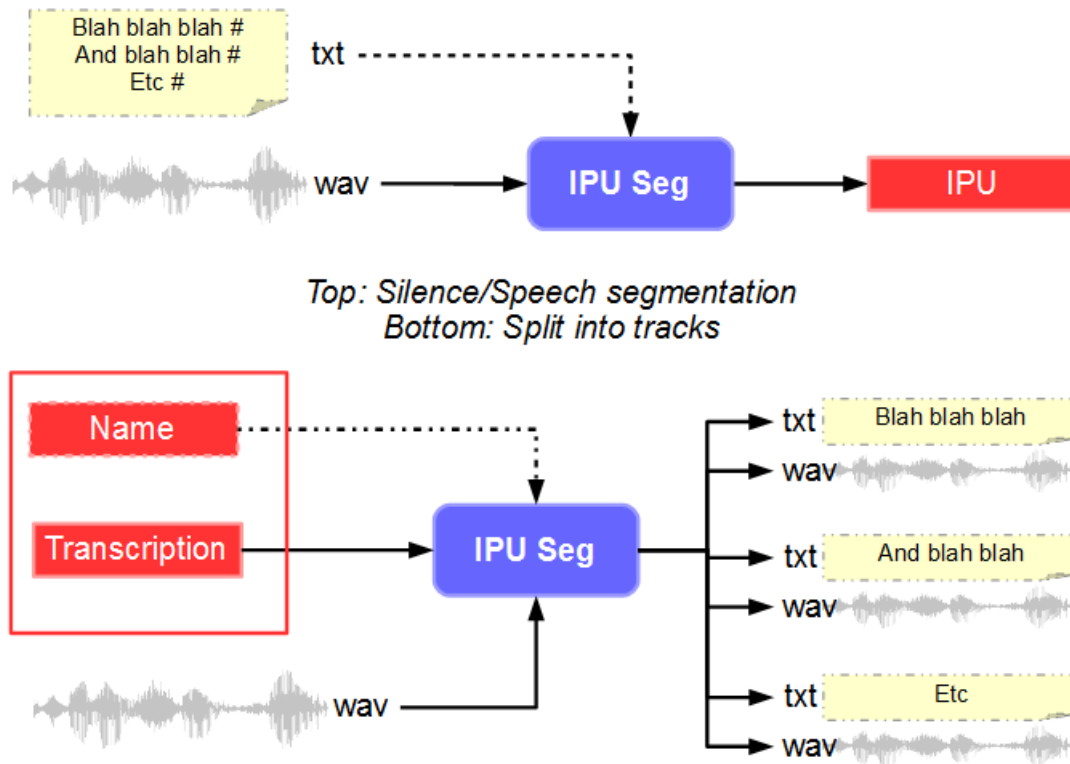 Blah blah blah #
And blah blah #
Etc #
txt
wav
IPU Seg
IPU
Top: Silence/Speech segmentation
Bottom: Split into tracks
Name
Transcription
wav
IPU Seg
txt
Blah blah blah
wav
txt
And blah blah
wav
txt
Etc
wav